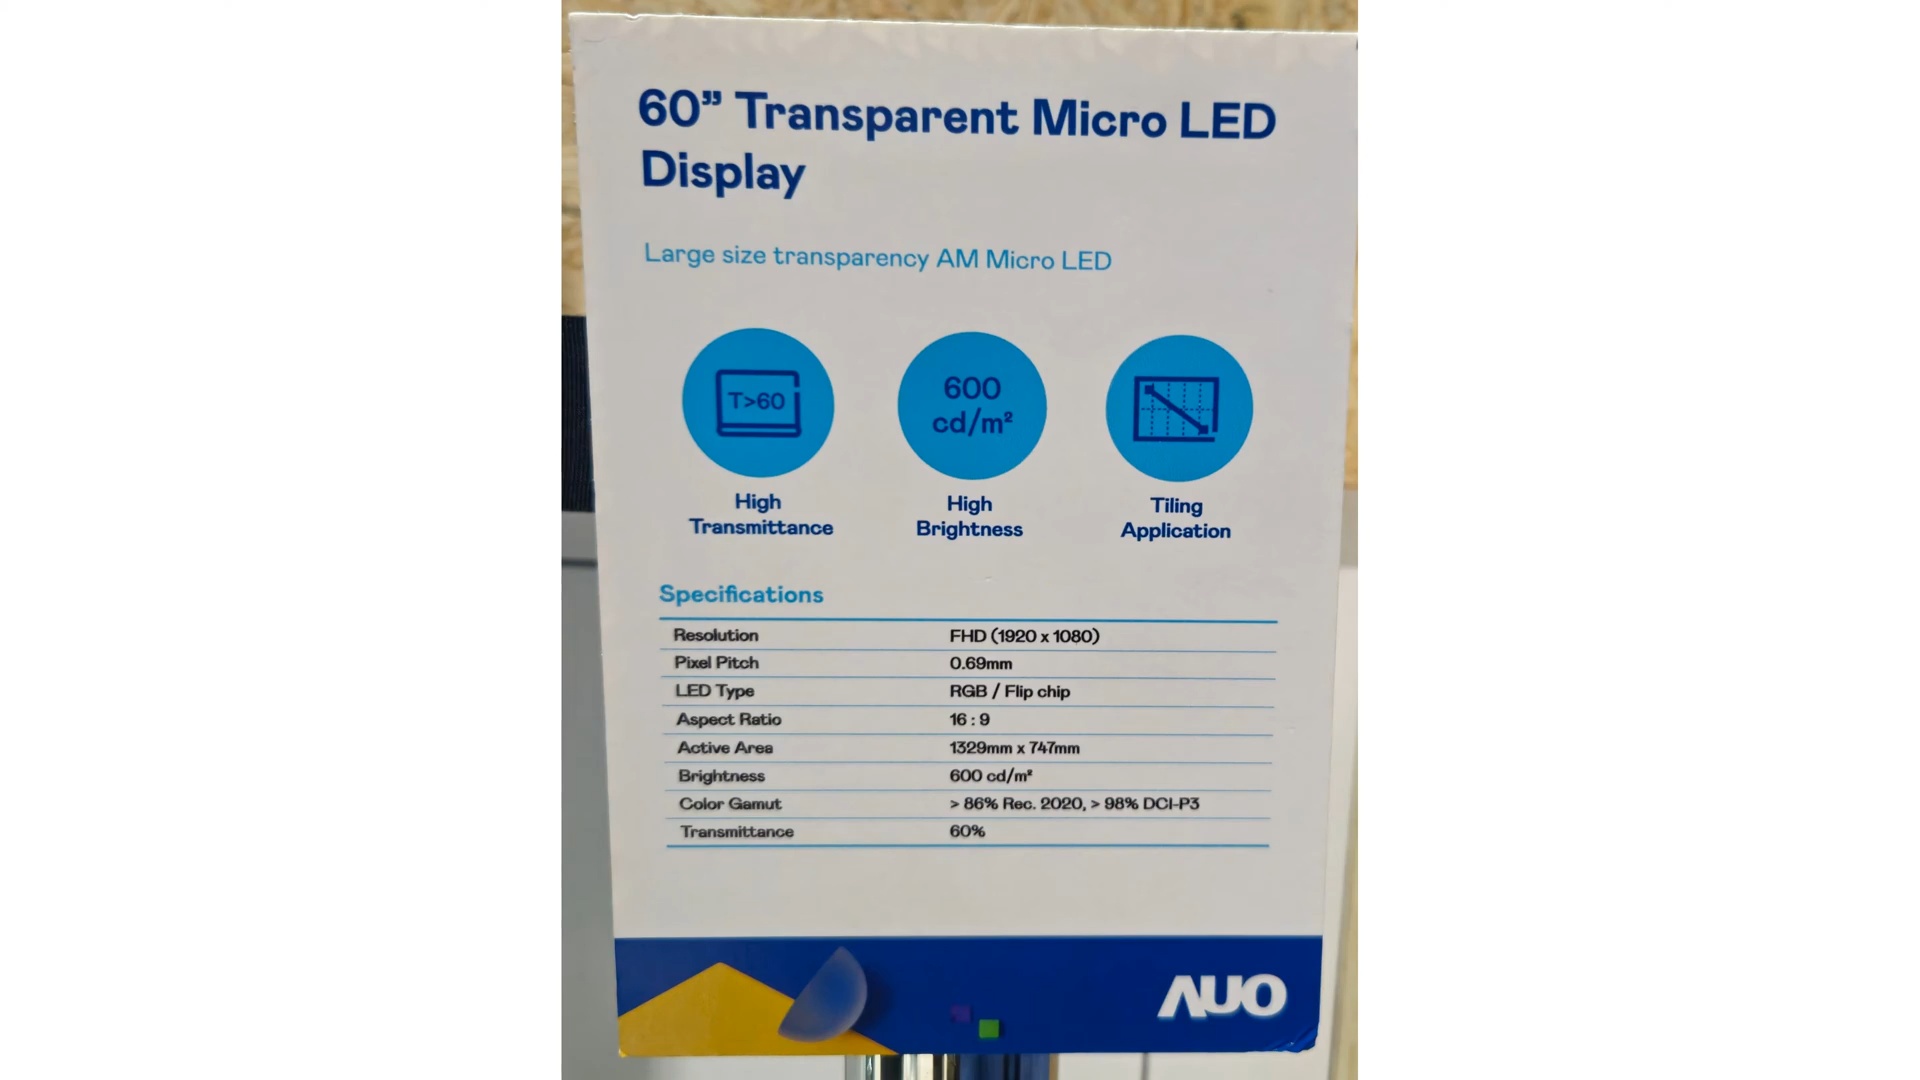 60” Transparent Micro LED
Display
Large size transparency AM Micro LED
T>60
600
cd/m²
High
Transmittance
High
Brightness
Tiling
Application
Specifications
Resolution FHD (1920 x 1080)
Pixel Pitch 0.69mm
LED Type RGB / Flip chip
Aspect Ratio 16 : 9
Active Area 1329mm x 747mm
Brightness 600 cd/m²
Color Gamut > 86% Rec. 2020, > 98% DCI-P3
Transmittance 60%
AUO